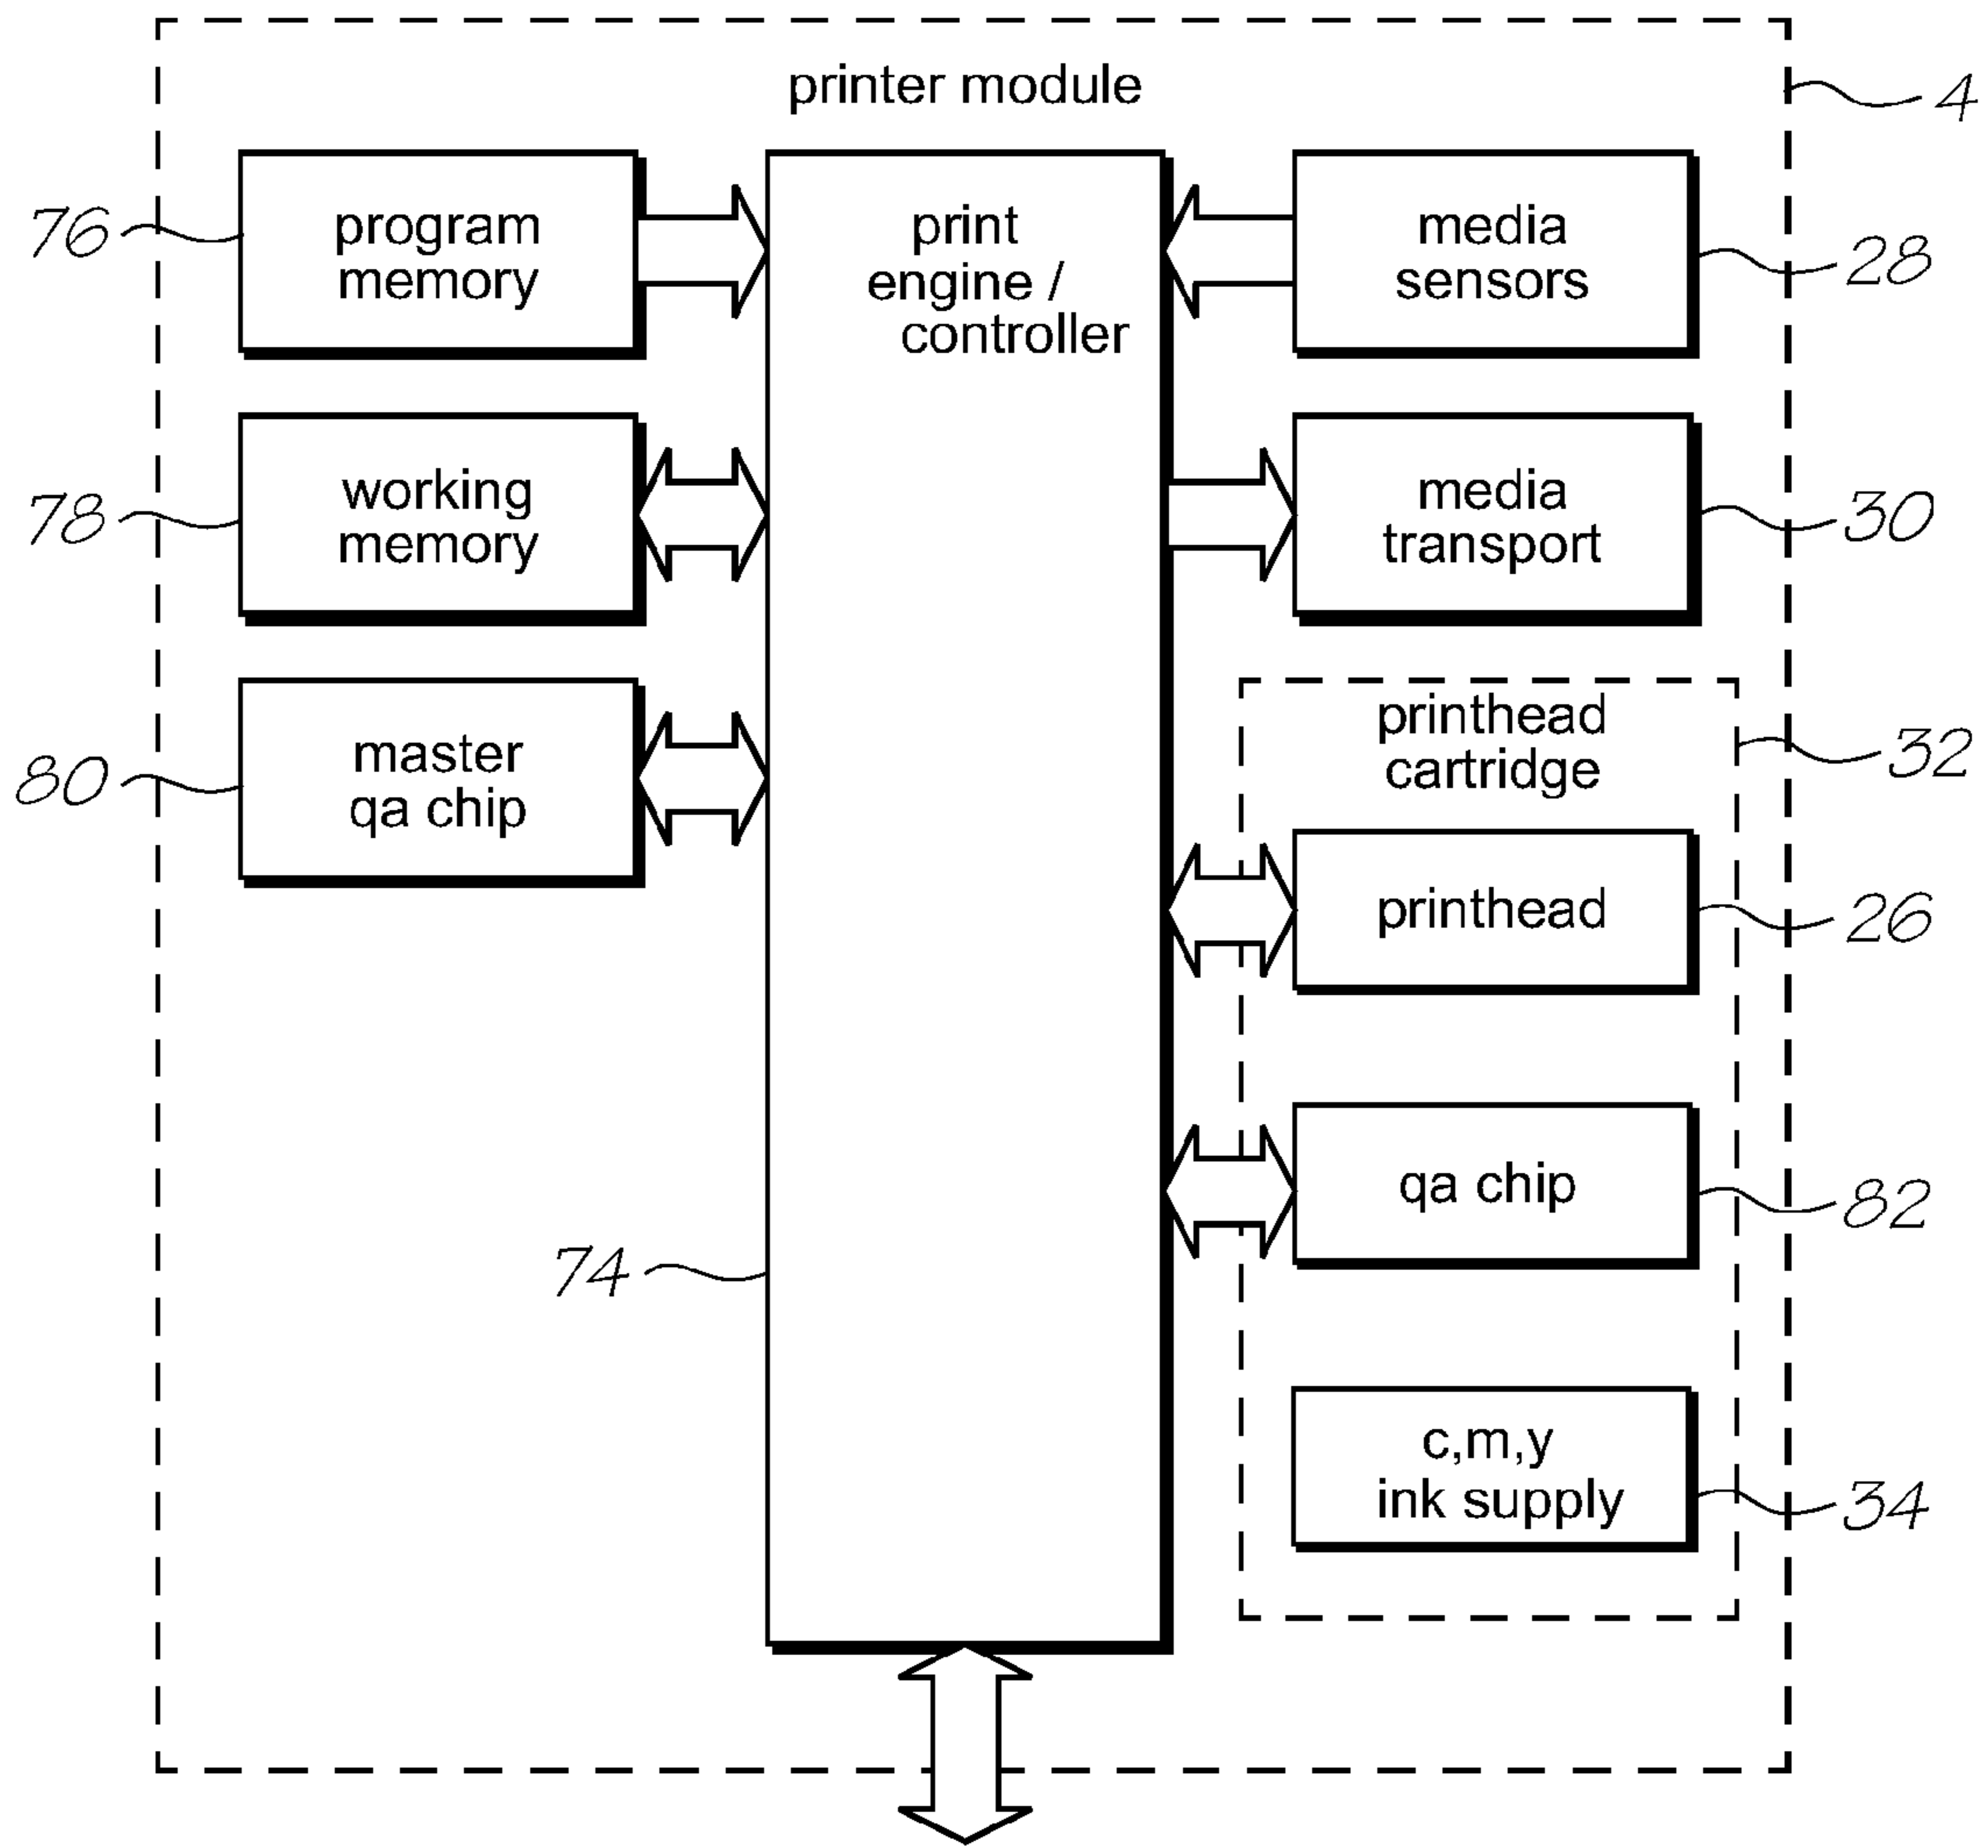 printer module
4
76
program
memory
print
engine /
controller
media
sensors
28
78
working
memory
media
transport
30
80
master
qa chip
printhead
cartridge
32
printhead
26
qa chip
82
74
c,m,y
ink supply
34